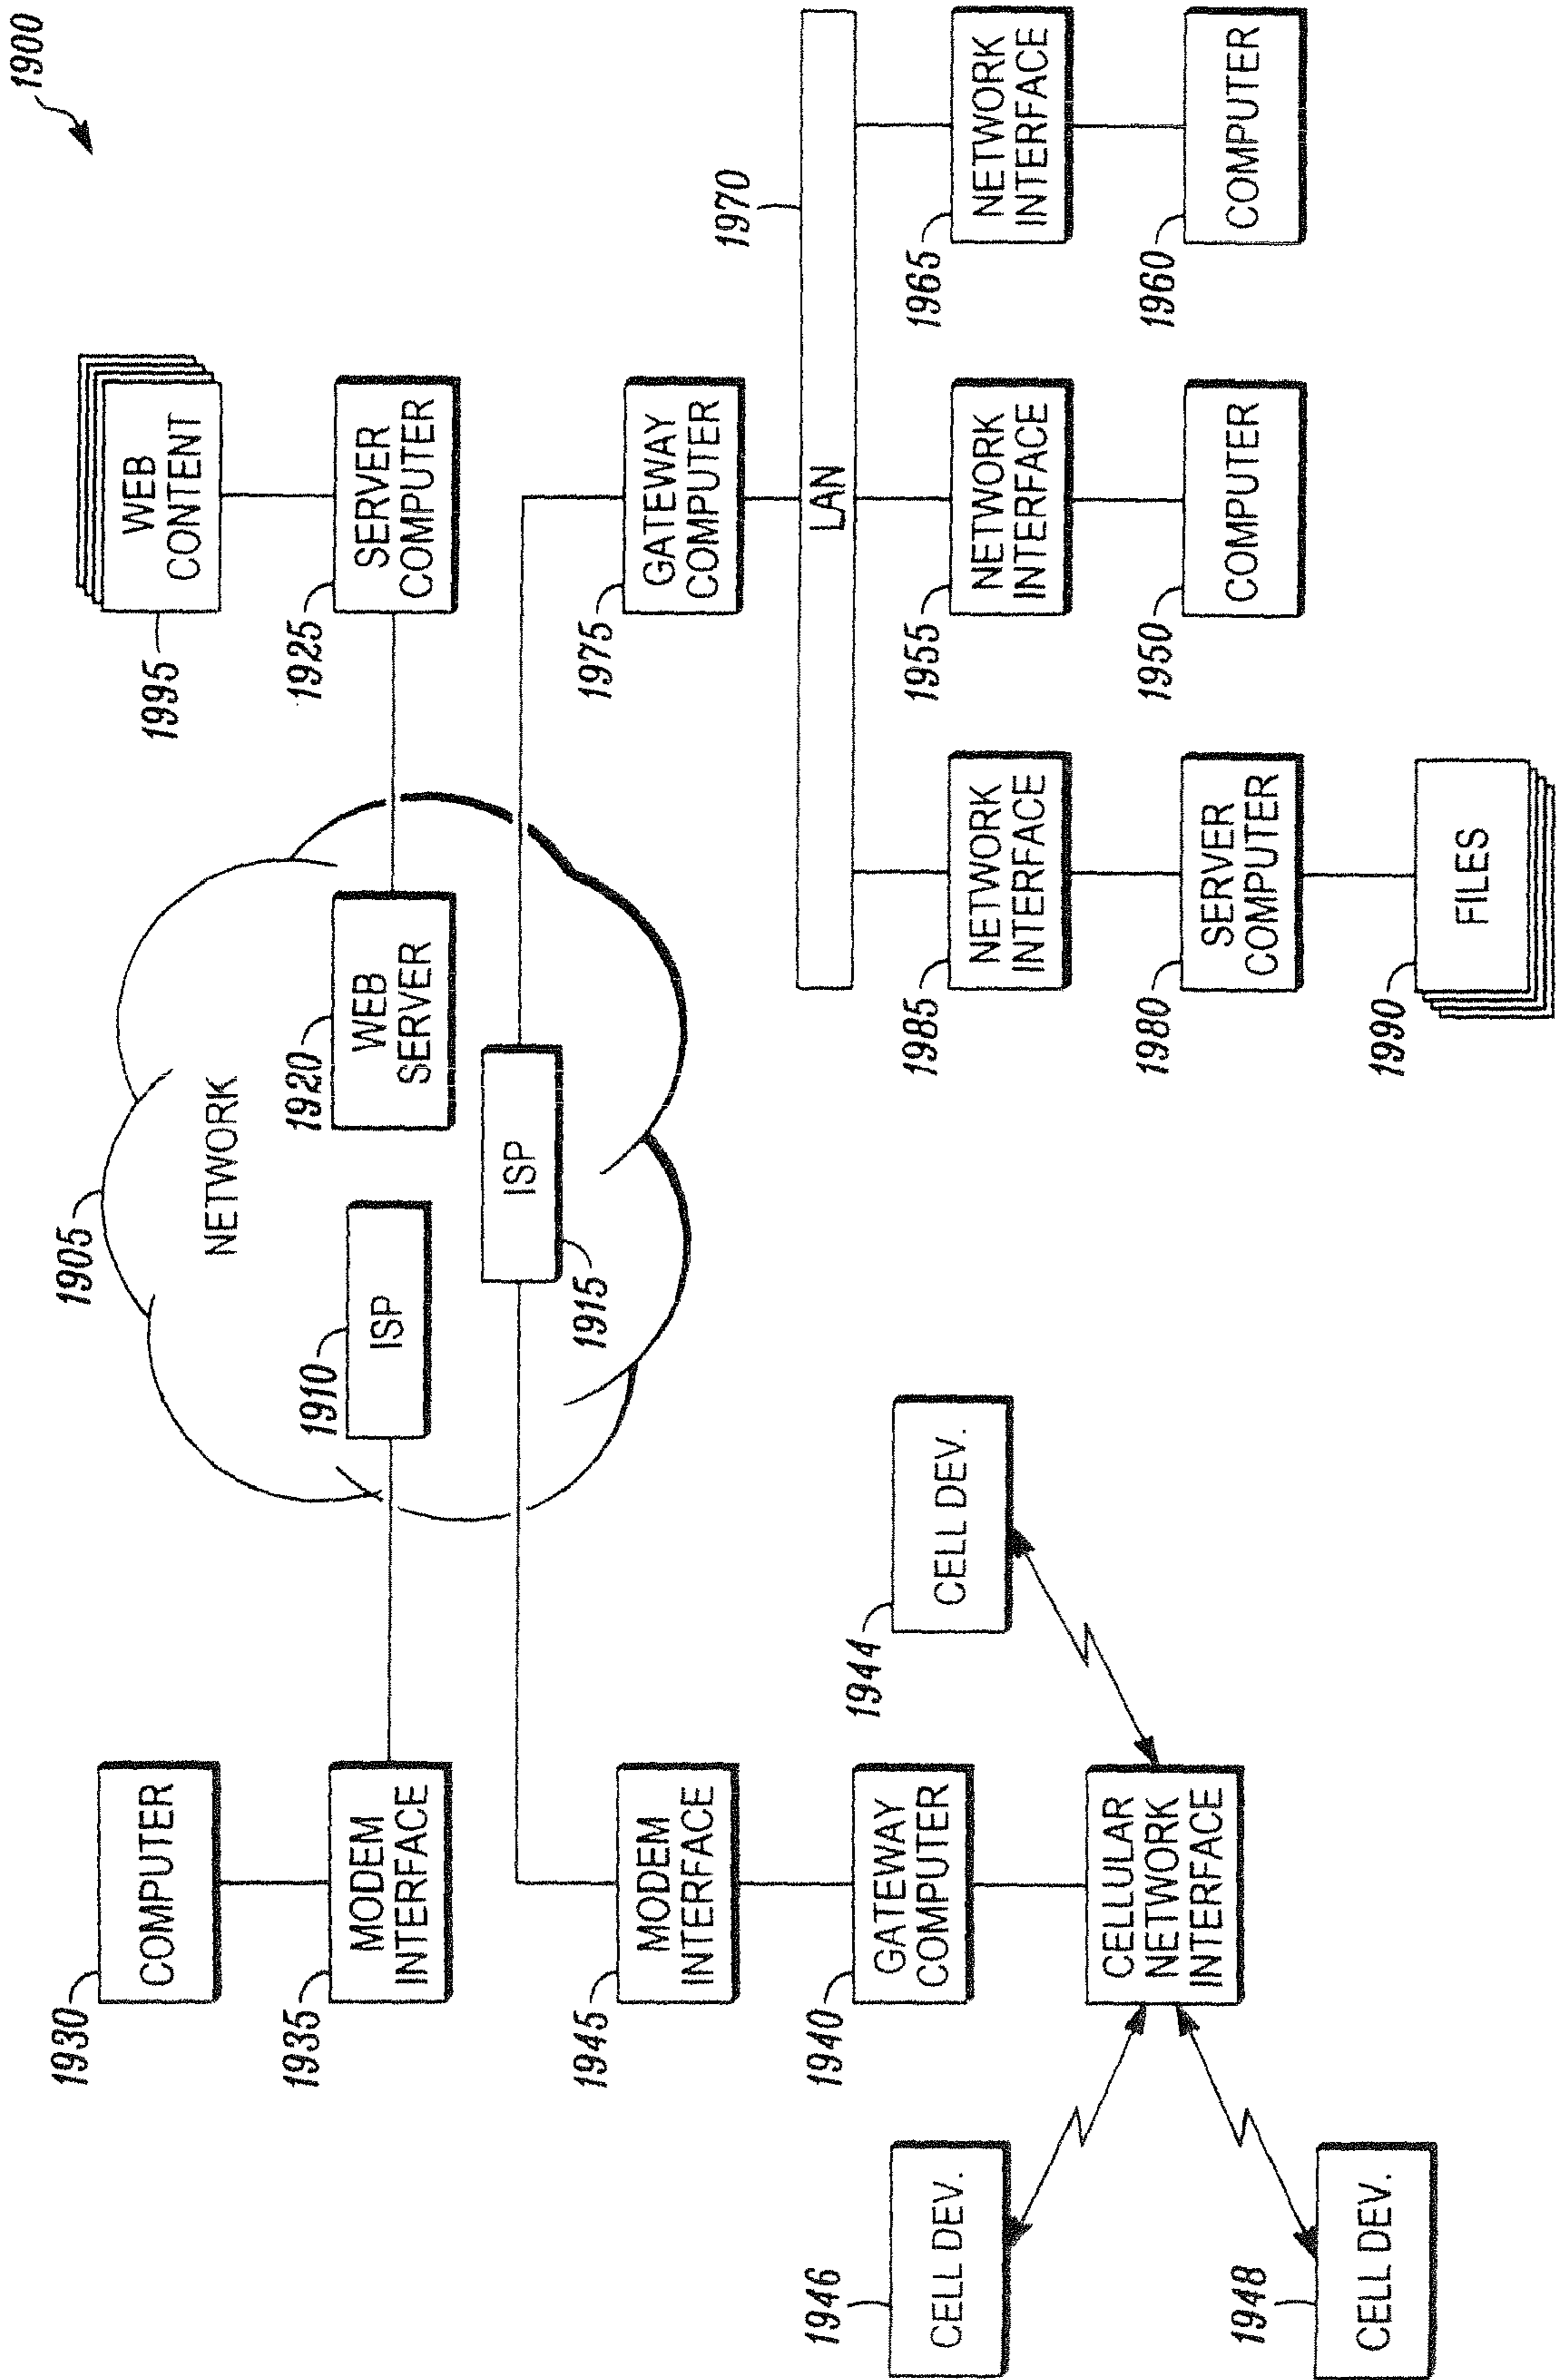 1900
1905
NETWORK
1930
COMPUTER
1935
MODEM
INTERFACE
1910
ISP
1920
WEB
SERVER
1995
WEB
CONTENT
1925
SERVER
COMPUTER
1915
ISP
1945
MODEM
INTERFACE
1940
GATEWAY
COMPUTER
CELLULAR
NETWORK
INTERFACE
1944
CELL DEV.
1946
CELL DEV.
1948
CELL DEV.
1975
GATEWAY
COMPUTER
1970
LAN
1985
NETWORK
INTERFACE
1955
NETWORK
INTERFACE
1965
NETWORK
INTERFACE
1980
SERVER
COMPUTER
1950
COMPUTER
1960
COMPUTER
1990
FILES